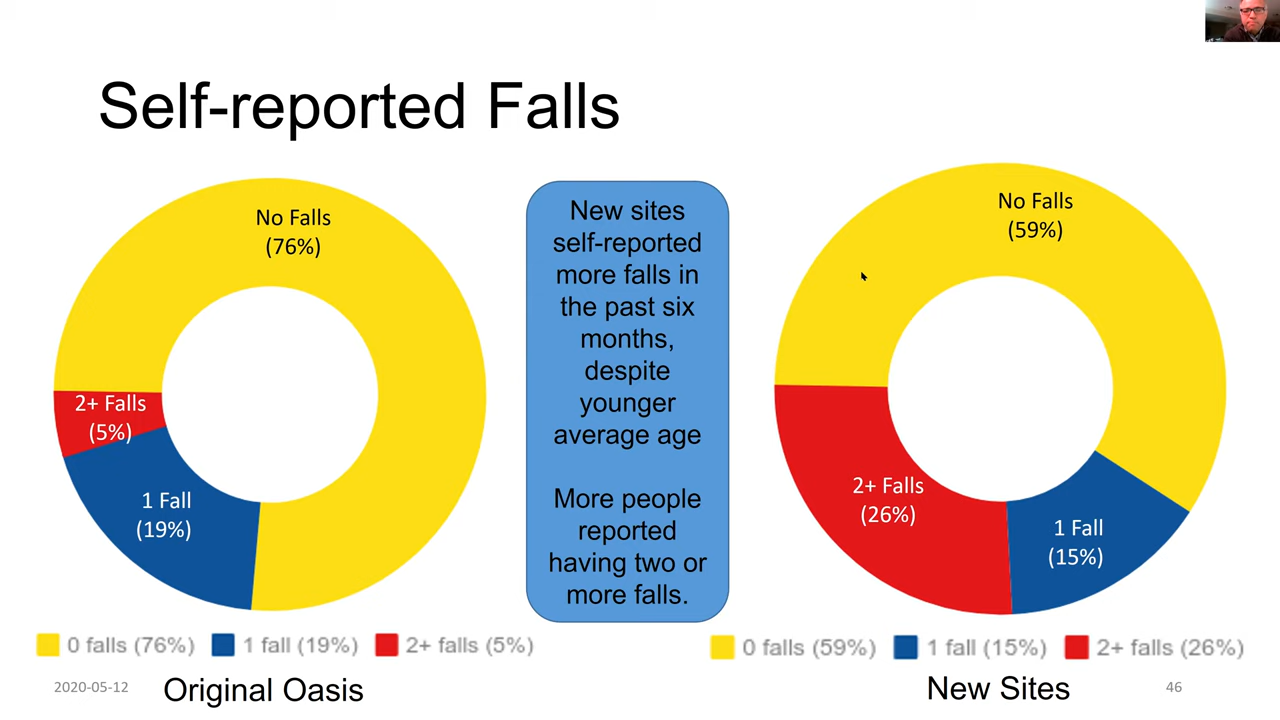 Self-reported Falls
No Falls
(76%)
2+ Falls
(5%)
1 Fall
(19%)
0 falls (76%)
1 fall (19%)
2+ falls (5%)
Original Oasis
New sites
self-reported
more falls in
the past six
months,
despite
younger
average age
More people
reported
having two or
more falls.
No Falls
(59%)
2+ Falls
(26%)
1 Fall
(15%)
0 falls (59%)
1 fall (15%)
2+ falls (26%)
New Sites
2020-05-12
46